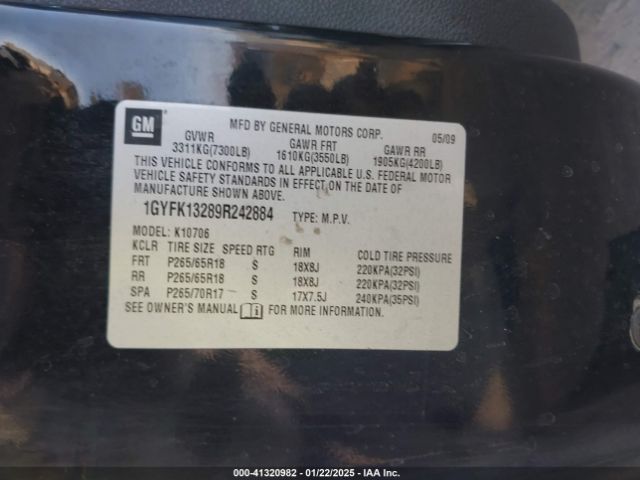 GM
MFD BY GENERAL MOTORS CORP. 05/09
GVWR GAWR FRT GAWR RR
3311KG(7300LB) 1610KG(3550LB) 1905KG(4200LB)
THIS VEHICLE CONFORMS TO ALL APPLICABLE U.S. FEDERAL MOTOR
VEHICLE SAFETY STANDARDS IN EFFECT ON THE DATE OF
MANUFACTURE SHOWN ABOVE.
1GYFK13289R242884 TYPE: M.P.V.
MODEL: K10706
KCLR TIRE SIZE SPEED RTG RIM COLD TIRE PRESSURE
FRT P265/65R18 S 18X8J 220KPA(32PSI)
RR P265/65R18 S 18X8J 220KPA(32PSI)
SPA P265/70R17 S 17X7.5J 240KPA(35PSI)
SEE OWNER'S MANUAL FOR MORE INFORMATION.
000-41320982 - 01/22/2025 - IAA Inc.